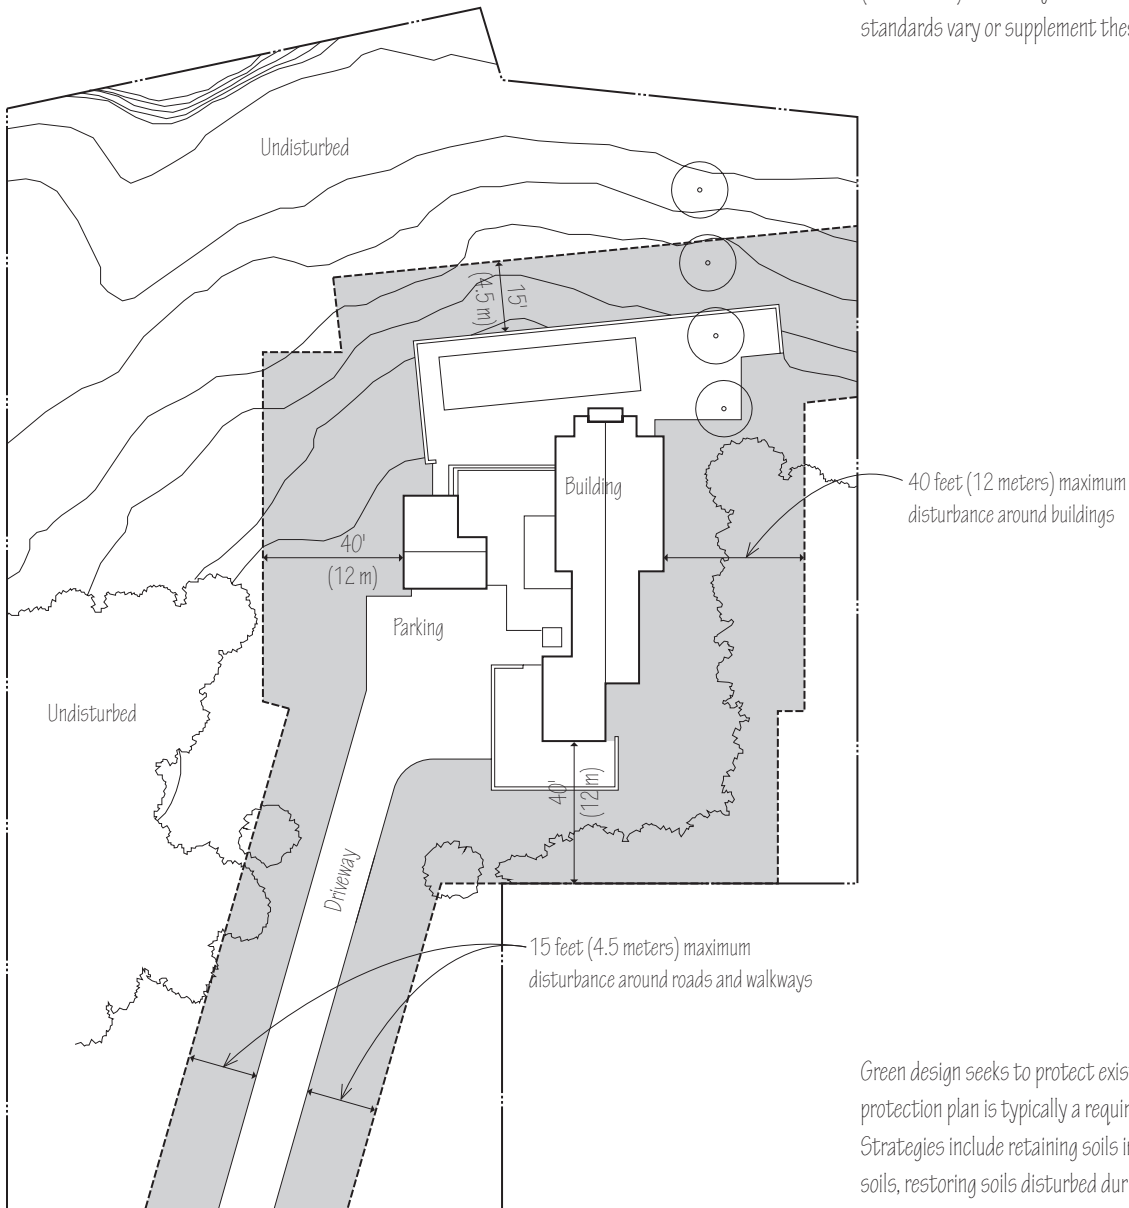 standards vary or supplement thes
Undisturbed
15'
(4.5 m)
Building
40 feet (12 meters) maximum
disturbance around buildings
40'
(12 m)
Parking
Undisturbed
40'
(12 m)
Driveway
15 feet (4.5 meters) maximum
disturbance around roads and walkways
Green design seeks to protect exis
protection plan is typically a requir
Strategies include retaining soils i
soils, restoring soils disturbed dur